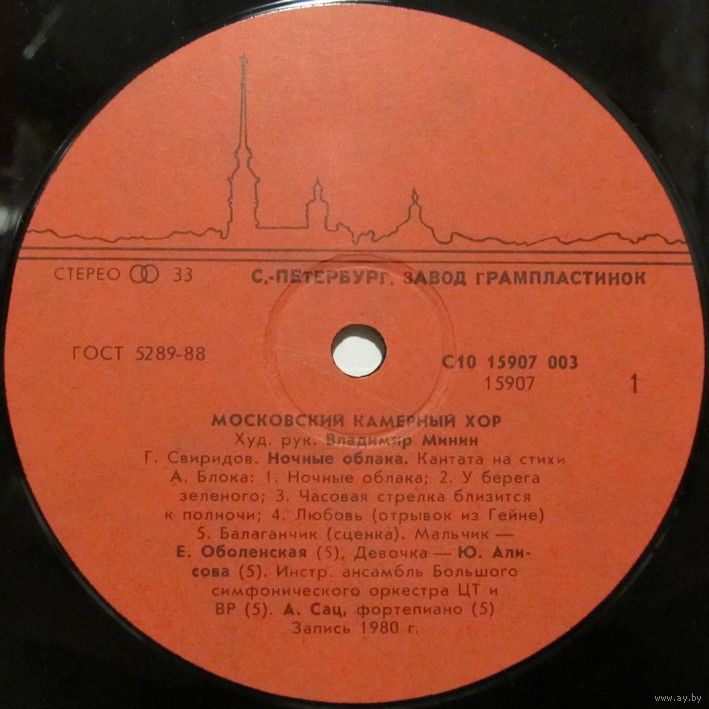 СТЕРЕО 33 С.-ПЕТЕРБУРГ. ЗАВОД ГРАМПЛАСТИНОК
ГОСТ 5289-88
С10 15907 003
15907
1
МОСКОВСКИЙ КАМЕРНЫЙ ХОР
Худ. рук. Владимир Минин
Г. Свиридов. Ночные облака. Кантата на стихи
А. Блока: 1. Ночные облака; 2. У берега
зеленого; 3. Часовая стрелка близится
к полночи; 4. Любовь (отрывок из Гейне)
5. Балаганчик (сценка). Мальчик —
Е. Оболенская (5), Девочка — Ю. Али-
сова (5). Инстр. ансамбль Большого
симфонического оркестра ЦТ и
ВР (5). А. Сац, фортепиано (5)
Запись 1980 г.
www.ay.by